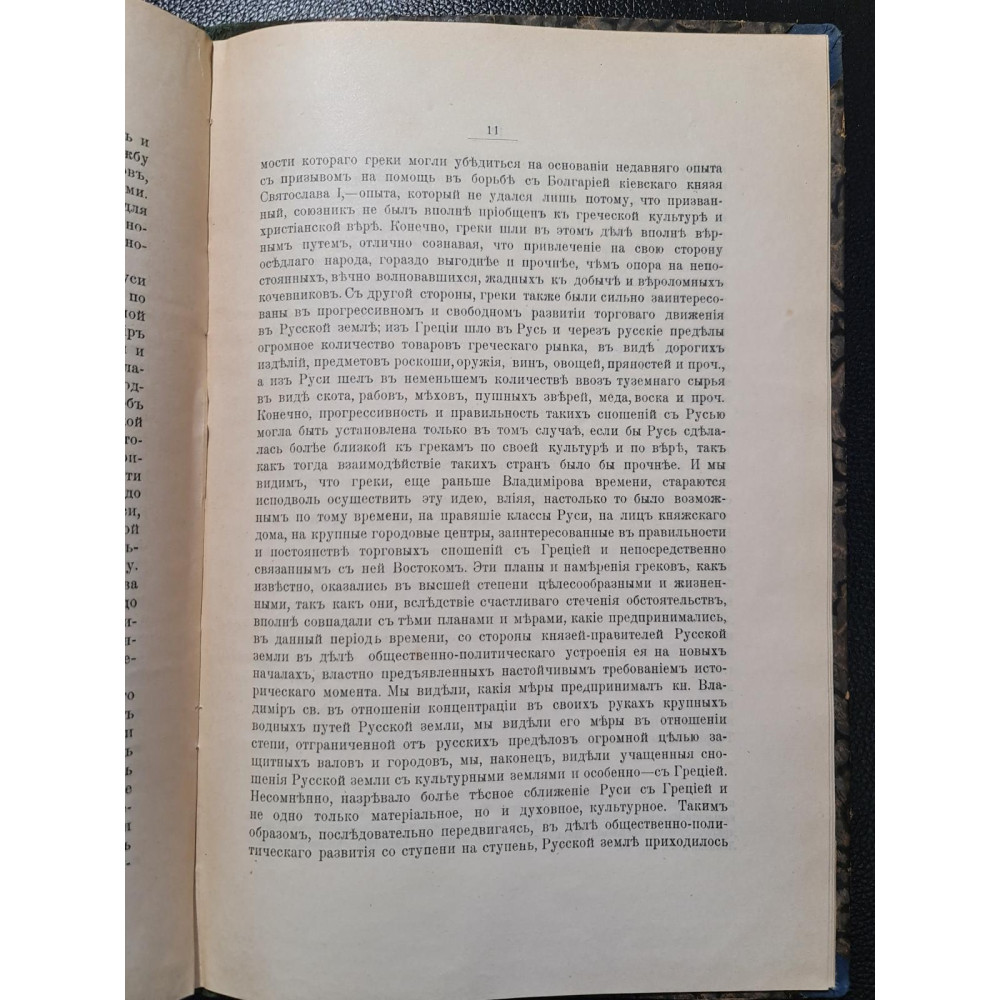 11
мости котораго греки могли убѣдиться на основаніи недавняго опыта
съ призывомъ на помощь въ борьбѣ съ Болгаріей кіевскаго князя
Святослава I,—опыта, который не удался лишь потому, что призван-
ный, союзникъ не былъ вполнѣ пріобщенъ къ греческой культурѣ и
христіанской вѣрѣ. Конечно, греки шли въ этомъ дѣлѣ вполнѣ вѣр-
нымъ путемъ, отлично сознавая, что привлеченіе на свою сторону
осѣдлаго народа, гораздо выгоднѣе и прочнѣе, чѣмъ опора на непо-
стоянныхъ, вѣчно волновавшихся, жадныхъ къ добычѣ и вѣроломныхъ
кочевниковъ. Съ другой стороны, греки также были сильно заинтересо-
ваны въ прогрессивномъ и свободномъ развитіи торговаго движенія
въ Русской землѣ; изъ Греціи шло въ Русь и черезъ русскіе предѣлы
огромное количество товаровъ греческаго рынка, въ видѣ дорогихъ
издѣлій, предметовъ роскоши, оружія, винъ, овощей, пряностей и проч.,
а изъ Руси шелъ въ неменьшемъ количествѣ ввозъ туземнаго сырья
въ видѣ скота, рабовъ, мѣховъ, пушныхъ звѣрей, меда, воска и проч.
Конечно, прогрессивность и правильность такихъ сношеній съ Русью
могла быть установлена только въ томъ случаѣ, если бы Русь сдѣла-
лась болѣе близкой къ грекамъ по своей культурѣ и по вѣрѣ, такъ
какъ тогда взаимодѣйствіе такихъ странъ было бы прочнѣе. И мы
видимъ, что греки, еще раньше Владимірова времени, стараются
исподволь осуществить эту идею, вліяя, настолько то было возмож-
нымъ по тому времени, на правящіе классы Руси, на лицъ княжскаго
дома, на крупные городовые центры, заинтересованные въ правильности
и постоянствѣ торговыхъ сношеній съ Греціей и непосредственно
связаннымъ съ ней Востокомъ. Эти планы и намѣренія грековъ, какъ
извѣстно, оказались въ высшей степени цѣлесообразными и жизнен-
ными, такъ какъ они, вслѣдствіе счастливаго стеченія обстоятельствъ,
вполнѣ совпадали съ тѣми планами и мѣрами, какіе предпринимались,
въ данный періодъ времени, со стороны князей-правителей Русской
земли въ дѣлѣ общественно-политическаго устроенія ея на новыхъ
началахъ, властно предъявленныхъ настойчивымъ требованіемъ исто-
рическаго момента. Мы видѣли, какія мѣры предпринималъ кн. Вла-
диміръ св. въ отношеніи концентраціи въ своихъ рукахъ крупныхъ
водныхъ путей Русской земли, мы видѣли его мѣры въ отношеніи
степи, отграниченной отъ русскихъ предѣловъ огромной цѣлью за-
щитныхъ валовъ и городовъ, мы, наконецъ, видѣли учащенныя сно-
шенія Русской земли съ культурными землями и особенно—съ Греціей.
Несомнѣнно, назрѣвало болѣе тѣсное сближеніе Руси съ Греціей и
не одно только матеріальное, но и духовное, культурное. Такимъ
образомъ, послѣдовательно передвигаясь, въ дѣлѣ общественно-поли-
тическаго развитія со ступени на ступень, Русской землѣ приходилось